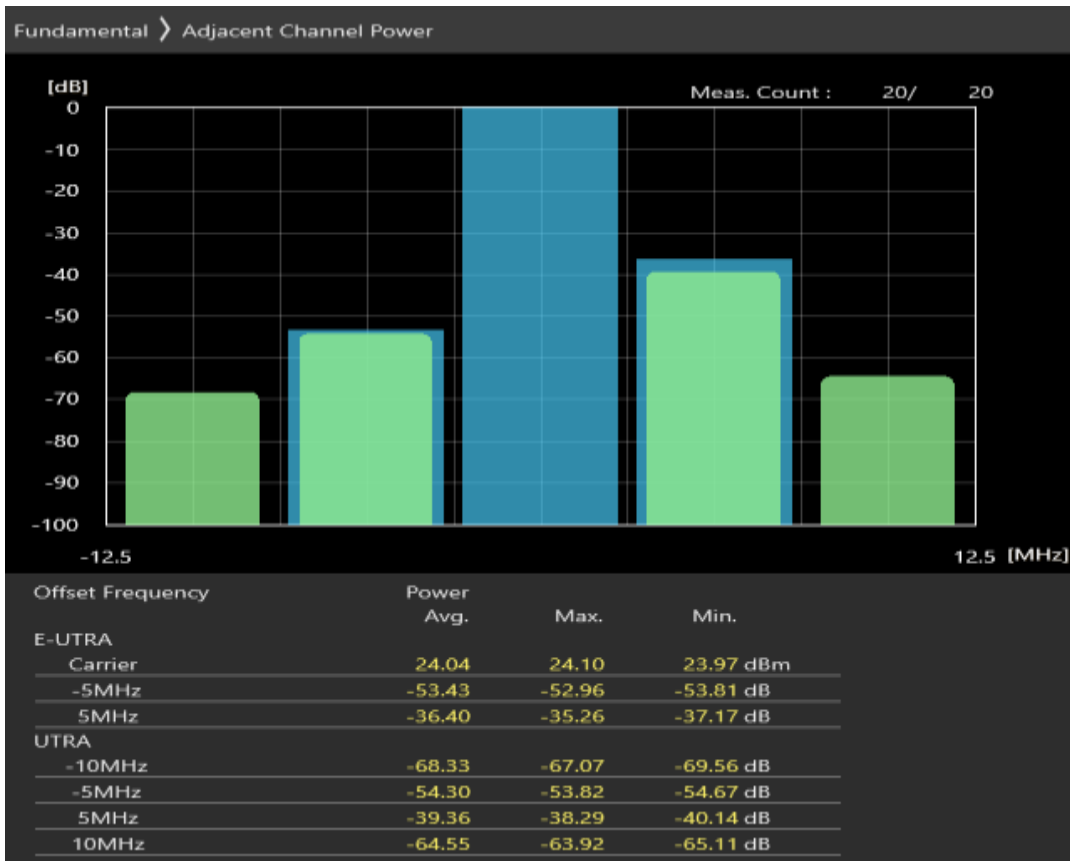 Fundamental ❯ Adjacent Channel Power
[dB]
Meas. Count : 20/ 20
0
-10
-20
-30
-40
-50
-60
-70
-80
-90
-100
-12.5 12.5 [MHz]
Offset Frequency Power
Avg. Max. Min.
E-UTRA
Carrier 24.04 24.10 23.97 dBm
-5MHz -53.43 -52.96 -53.81 dB
5MHz -36.40 -35.26 -37.17 dB
UTRA
-10MHz -68.33 -67.07 -69.56 dB
-5MHz -54.30 -53.82 -54.67 dB
5MHz -39.36 -38.29 -40.14 dB
10MHz -64.55 -63.92 -65.11 dB